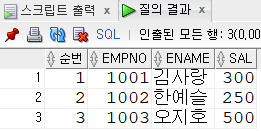 스크립트 출력 × 질의 결과 ×
SQL | 인출된 모든 행: 3(0,00
순번 EMPNO ENAME SAL
1 1 1001 김사랑 300
2 2 1002 한예슬 250
3 3 1003 오지호 500